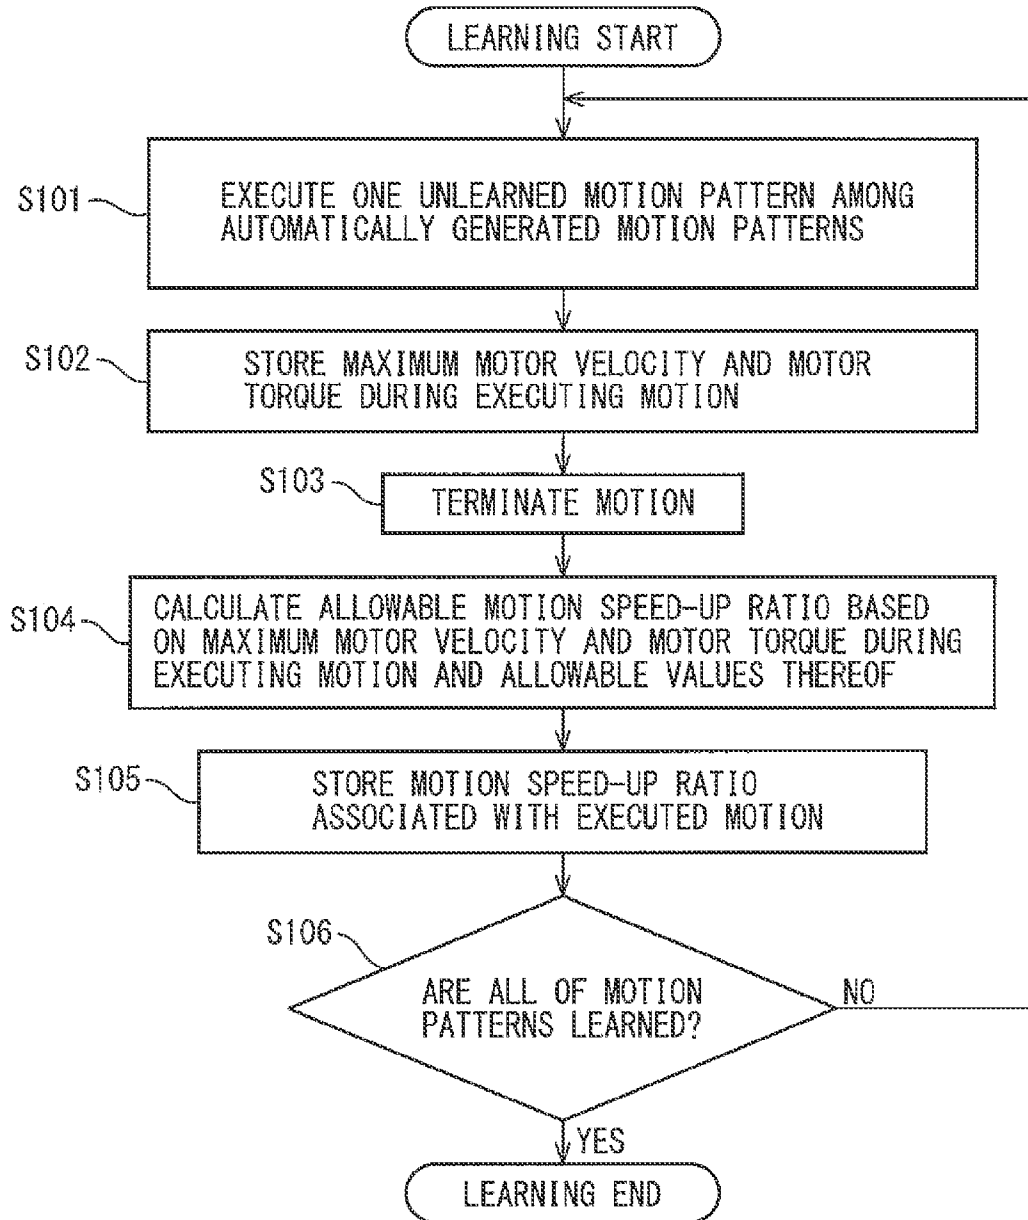 LEARNING START
S101
EXECUTE ONE UNLEARNED MOTION PATTERN AMONG
AUTOMATICALLY GENERATED MOTION PATTERNS
S102
STORE MAXIMUM MOTOR VELOCITY AND MOTOR
TORQUE DURING EXECUTING MOTION
S103
TERMINATE MOTION
S104
CALCULATE ALLOWABLE MOTION SPEED-UP RATIO BASED
ON MAXIMUM MOTOR VELOCITY AND MOTOR TORQUE DURING
EXECUTING MOTION AND ALLOWABLE VALUES THEREOF
S105
STORE MOTION SPEED-UP RATIO
ASSOCIATED WITH EXECUTED MOTION
S106
ARE ALL OF MOTION
PATTERNS LEARNED?
NO
YES
LEARNING END